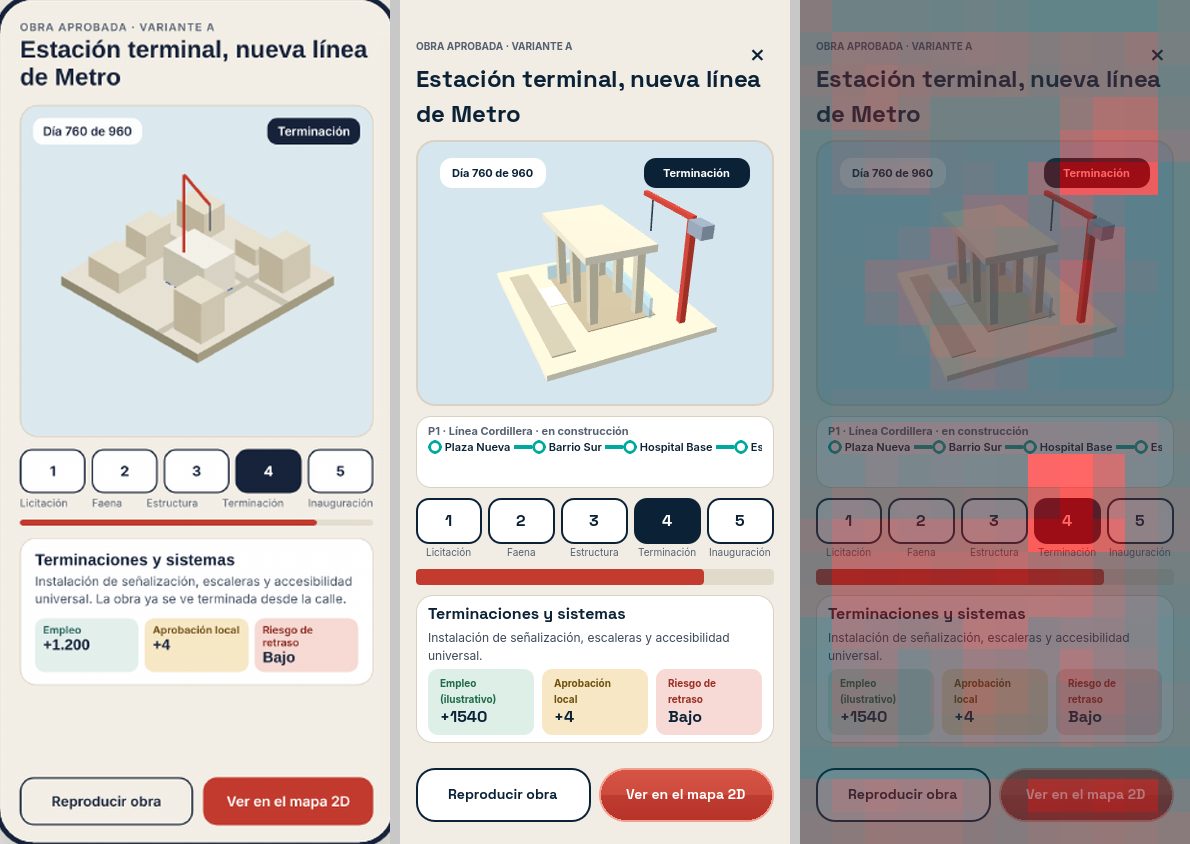 OBRA APROBADA · VARIANTE A
Estación terminal, nueva línea
de Metro
Día 760 de 960
Terminación
1
2
3
4
5
Licitación
Faena
Estructura
Terminación
Inauguración
Terminaciones y sistemas
Instalación de señalización, escaleras y accesibilidad
universal. La obra ya se ve terminada desde la calle.
Empleo
+1.200
Aprobación local
+4
Riesgo de
retraso
Bajo
Reproducir obra
Ver en el mapa 2D
OBRA APROBADA · VARIANTE A
×
Estación terminal, nueva línea
de Metro
Día 760 de 960
Terminación
P1 · Línea Cordillera · en construcción
Plaza Nueva
Barrio Sur
Hospital Base
Es
1
2
3
4
5
Licitación
Faena
Estructura
Terminación
Inauguración
Terminaciones y sistemas
Instalación de señalización, escaleras y accesibilidad
universal.
Empleo
(ilustrativo)
+1540
Aprobación
local
+4
Riesgo de
retraso
Bajo
Reproducir obra
Ver en el mapa 2D
OBRA APROBADA · VARIANTE A
×
Estación terminal, nueva línea
de Metro
Día 760 de 960
Terminación
P1 · Línea Cordillera · en construcción
Plaza Nueva
Barrio Sur
Hospital Base
Es
1
2
3
4
5
Licitación
Faena
Estructura
Terminación
Inauguración
Terminaciones y sistemas
Instalación de señalización, escaleras y accesibilidad
universal.
Empleo
(ilustrativo)
+1540
Aprobación
local
+4
Riesgo de
retraso
Bajo
Reproducir obra
Ver en el mapa 2D